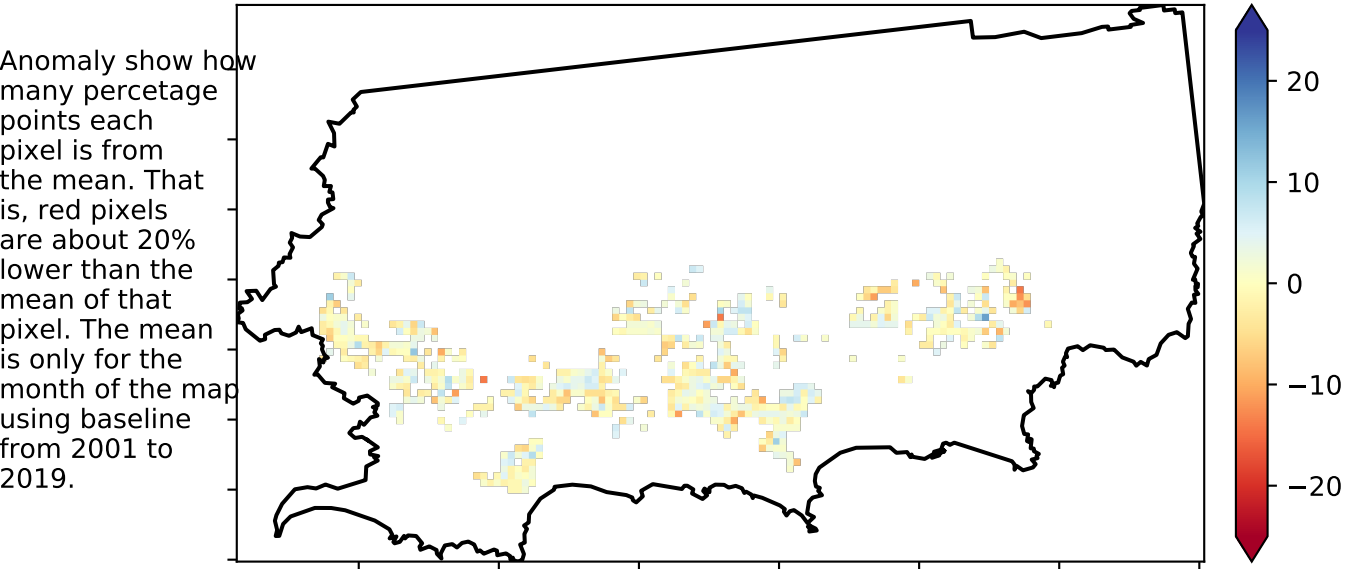 Anomaly show how
many percetage
points each
pixel is from
the mean. That
is, red pixels
are about 20%
lower than the
mean of that
pixel. The mean
is only for the
month of the map
using baseline
from 2001 to
2019.
20
10
0
−10
−20